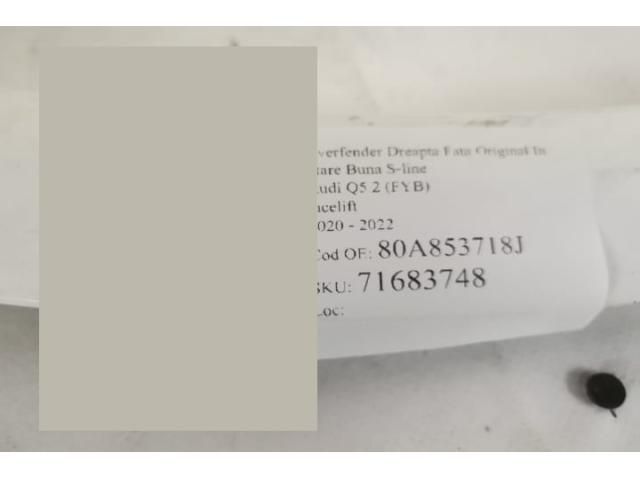 verfender Dreapta Fata Original In
tare Buna S-line
udi Q5 2 (FYB)
acelift
020 - 2022
Cod OE: 80A853718J
SKU: 71683748
Loc: